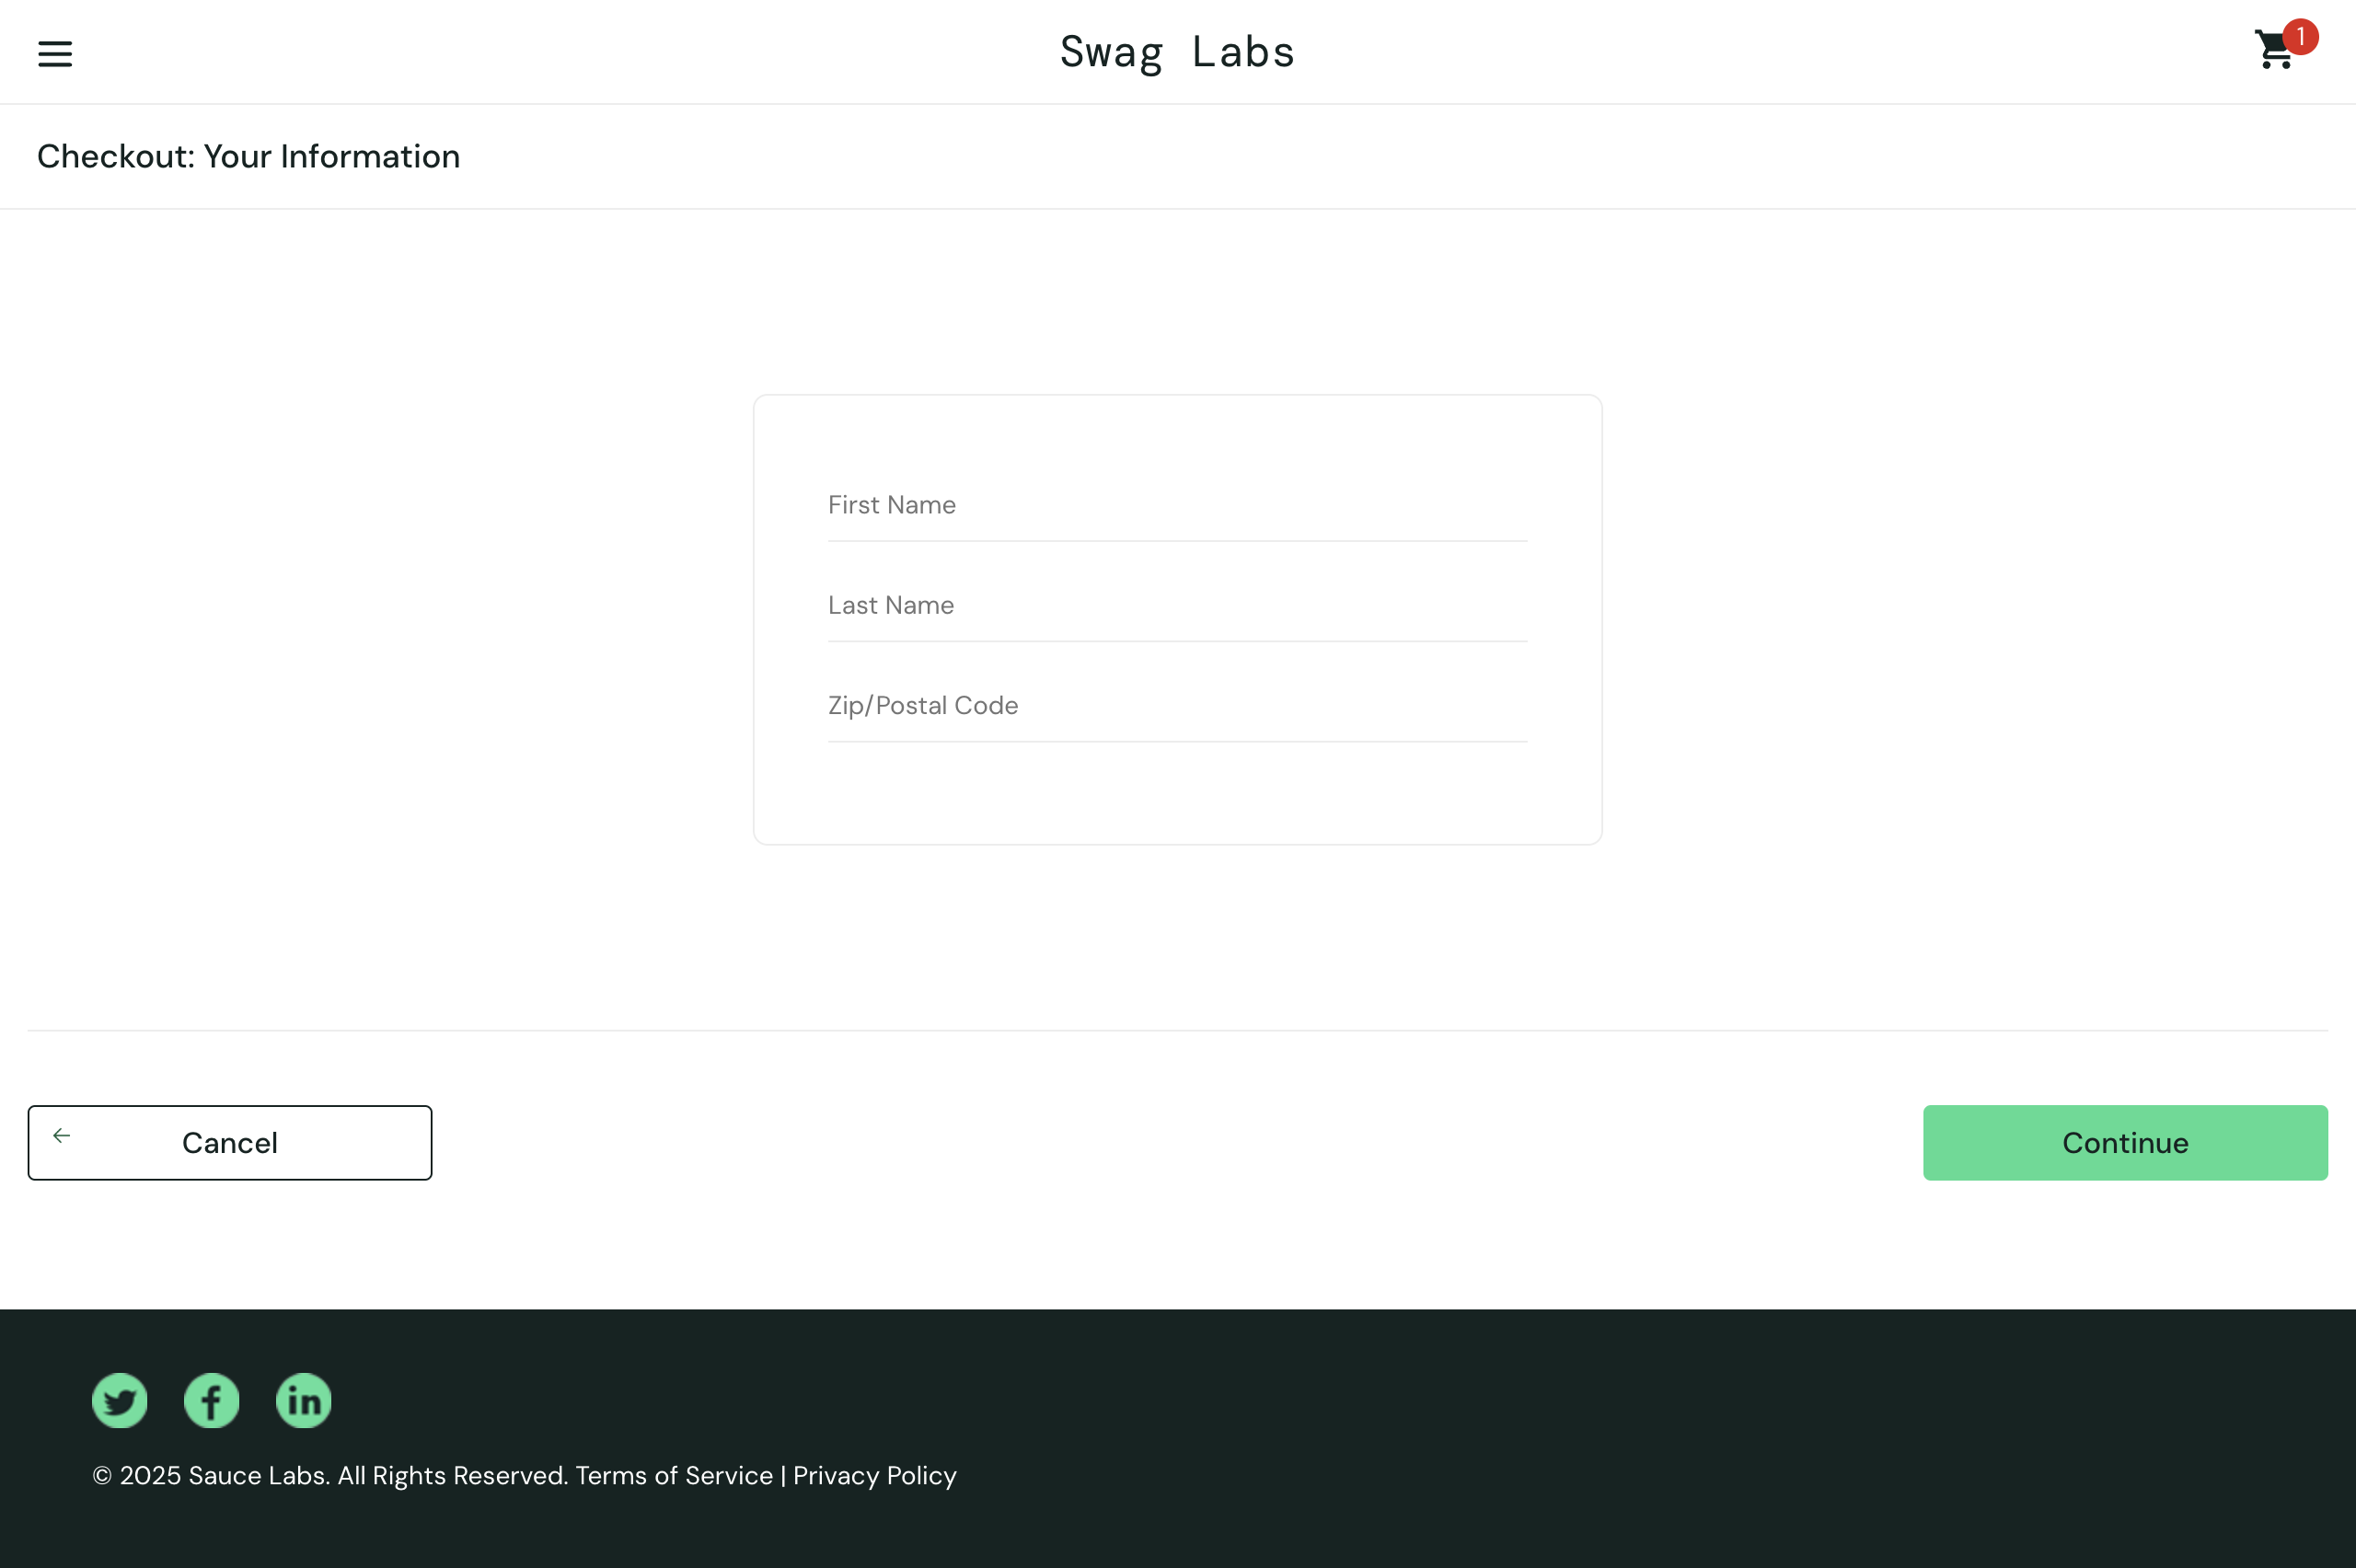 Swag Labs
1
Checkout: Your Information
First Name
Last Name
Zip/Postal Code
Cancel
Continue
© 2025 Sauce Labs. All Rights Reserved. Terms of Service | Privacy Policy